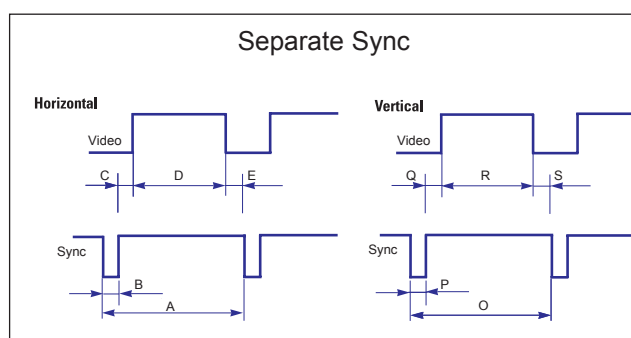 Separate Sync
Horizontal
Video
C D E
Sync
B
A
Vertical
Video
Q R S
Sync
P
O